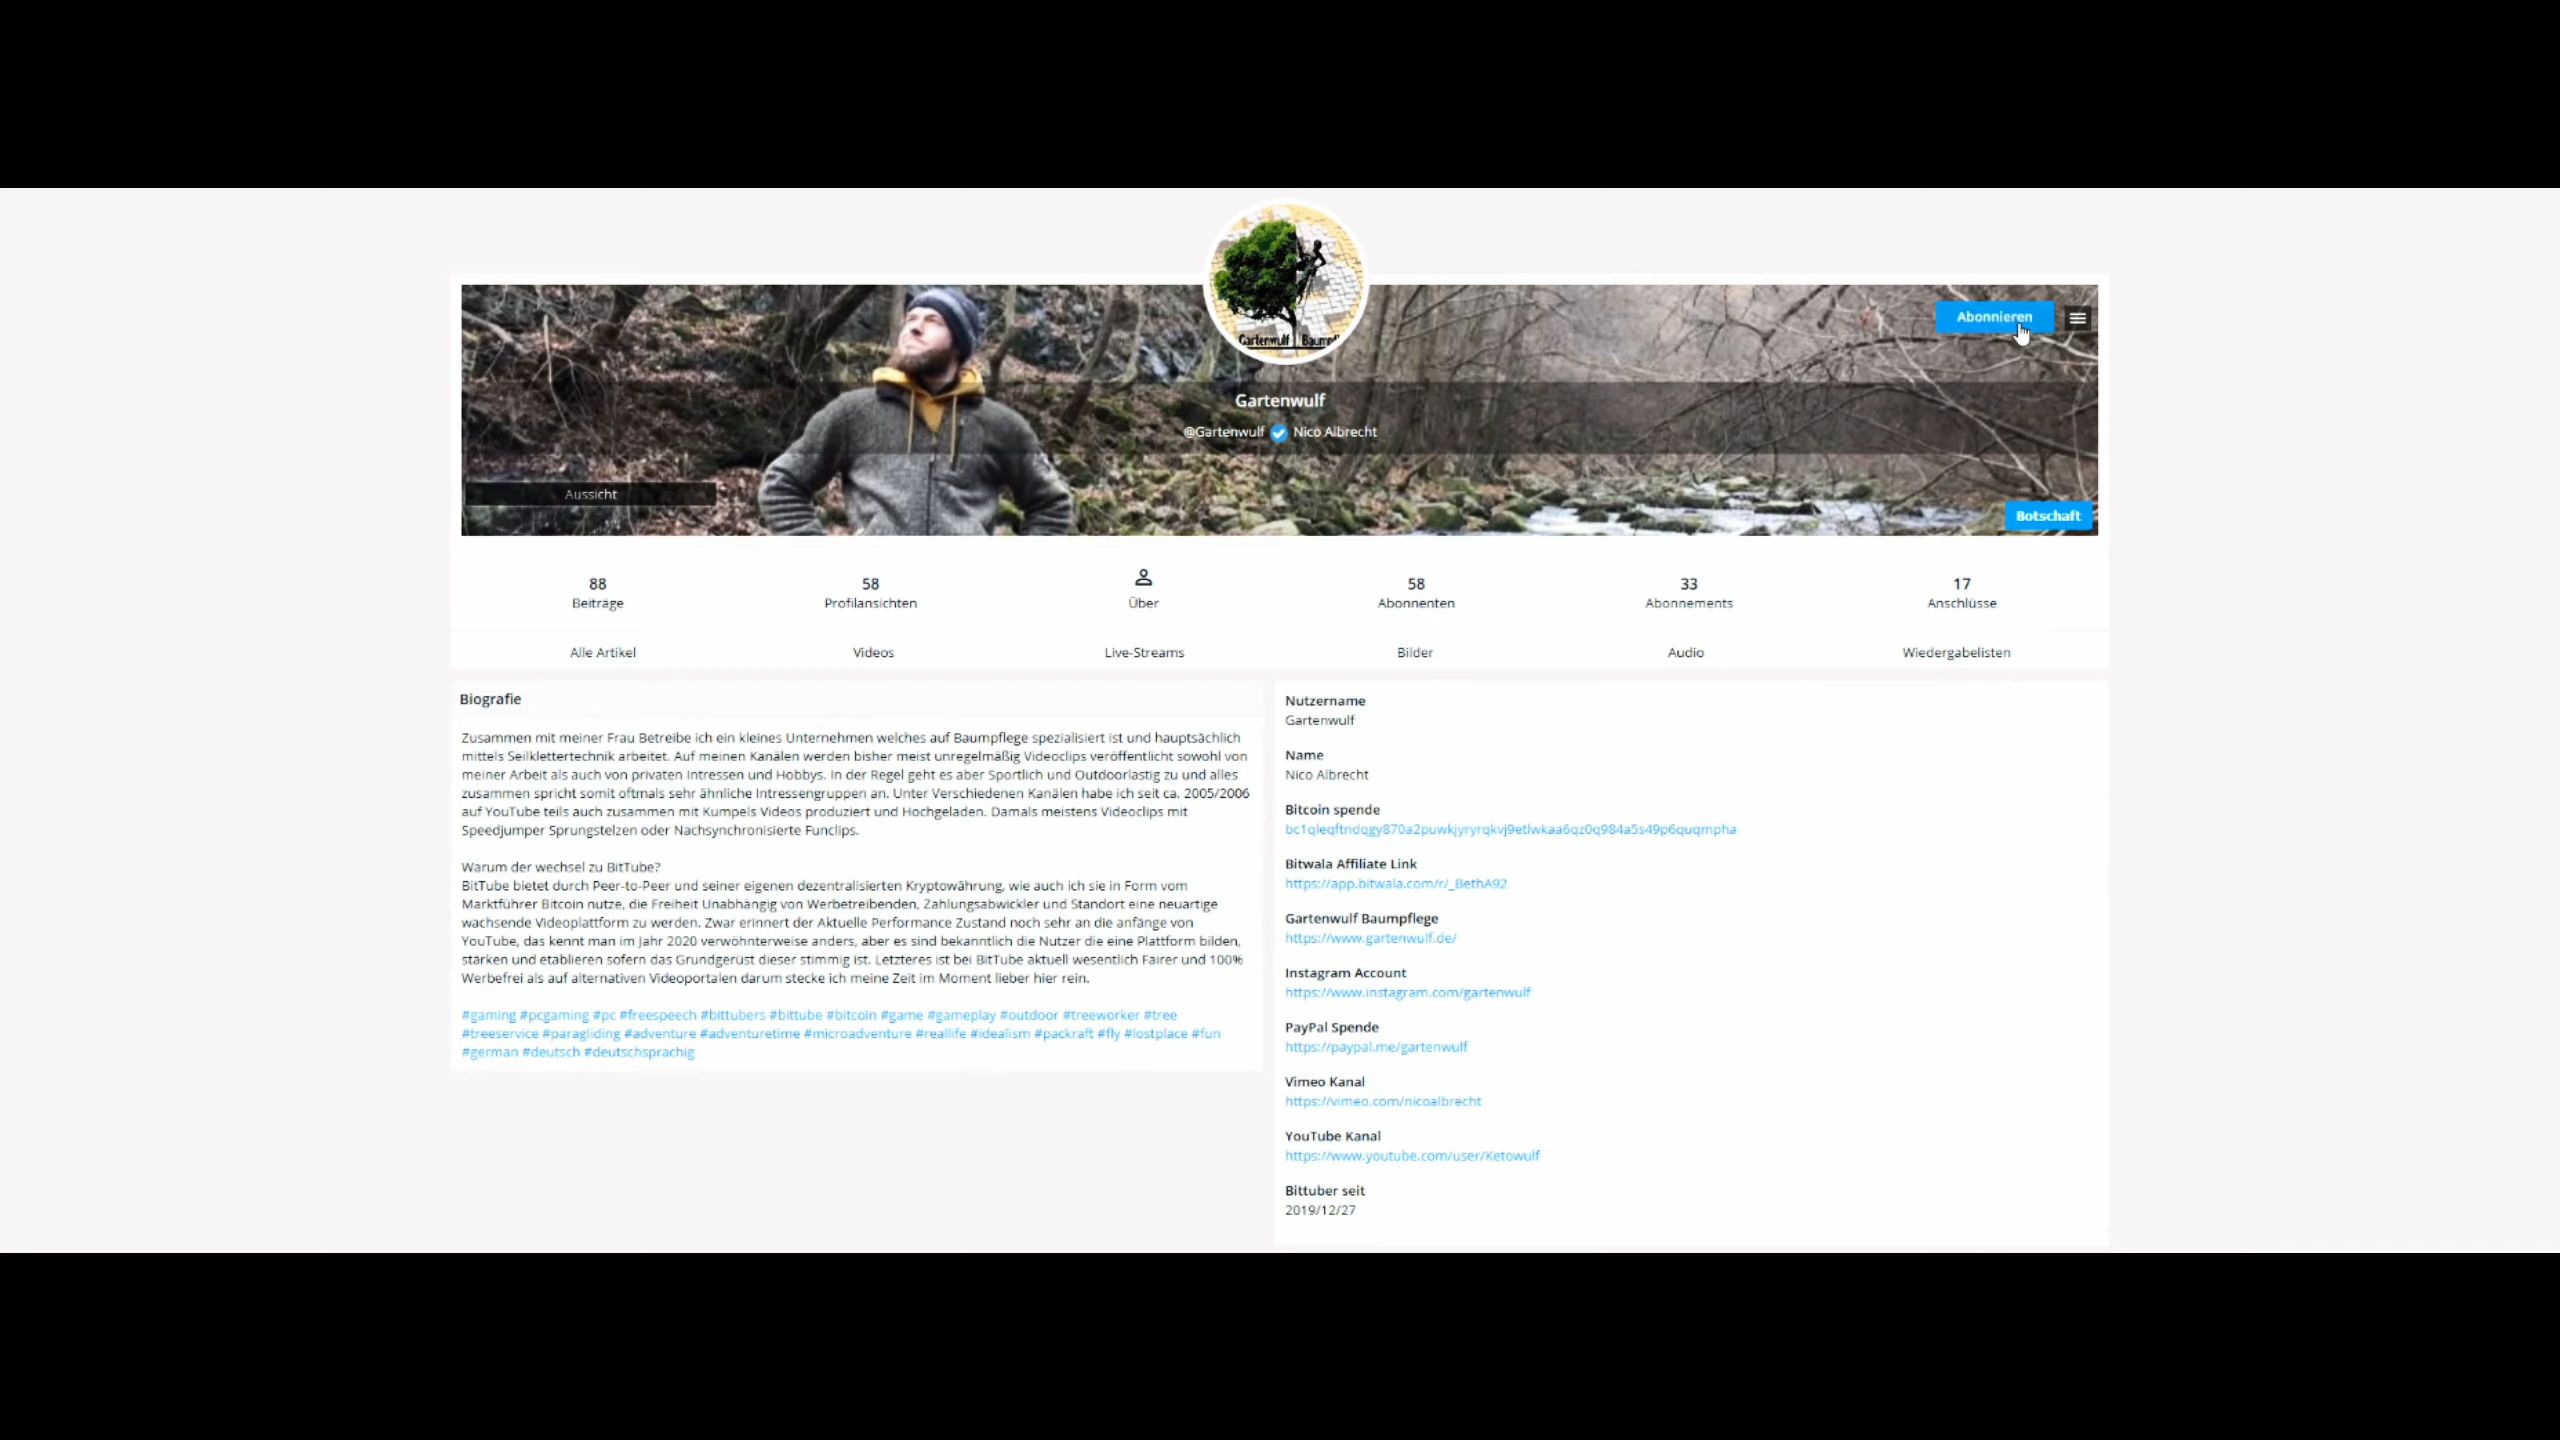 Gartenwulf Baumpf
Abonnieren
Gartenwulf
@Gartenwulf Nico Albrecht
Aussicht
Botschaft
88
Beiträge
58
Profilansichten
Über
58
Abonnenten
33
Abonnements
17
Anschlüsse
Alle Artikel
Videos
Live-Streams
Bilder
Audio
Wiedergabelisten
Biografie
Zusammen mit meiner Frau Betreibe ich ein kleines Unternehmen welches auf Baumpflege spezialisiert ist und hauptsächlich
mittels Seilklettertechnik arbeitet. Auf meinen Kanälen werden bisher meist unregelmäßig Videoclips veröffentlicht sowohl von
meiner Arbeit als auch von privaten Intressen und Hobbys. In der Regel geht es aber Sportlich und Outdoorlastig zu und alles
zusammen spricht somit oftmals sehr ähnliche Intressengruppen an. Unter Verschiedenen Kanälen habe ich seit ca. 2005/2006
auf YouTube teils auch zusammen mit Kumpels Videos produziert und Hochgeladen. Damals meistens Videoclips mit
Speedjumper Sprungstelzen oder Nachsynchronisierte Funclips.
Warum der wechsel zu BitTube?
BitTube bietet durch Peer-to-Peer und seiner eigenen dezentralisierten Kryptowährung, wie auch ich sie in Form vom
Marktführer Bitcoin nutze, die Freiheit Unabhängig von Werbetreibenden, Zahlungsabwickler und Standort eine neuartige
wachsende Videoplattform zu werden. Zwar erinnert der Aktuelle Performance Zustand noch sehr an die anfänge von
YouTube, das kennt man im Jahr 2020 verwöhnterweise anders, aber es sind bekanntlich die Nutzer die eine Plattform bilden,
stärken und etablieren sofern das Grundgerüst dieser stimmig ist. Letzteres ist bei BitTube aktuell wesentlich Fairer und 100%
Werbefrei als auf alternativen Videoportalen darum stecke ich meine Zeit im Moment lieber hier rein.
#gaming #pcgaming #pc #freespeech #bittubers #bittube #bitcoin #game #gameplay #outdoor #treeworker #tree
#treeservice #paragliding #adventure #adventuretime #microadventure #reallife #idealism #packraft #fly #lostplace #fun
#german #deutsch #deutschsprachig
Nutzername
Gartenwulf
Name
Nico Albrecht
Bitcoin spende
bc1qleqftndqgy870a2puwkjyryrqkvj9etlwkaa6qz0q984a5s49p6quqmpha
Bitwala Affiliate Link
https://app.bitwala.com/r/_BethA92
Gartenwulf Baumpflege
https://www.gartenwulf.de/
Instagram Account
https://www.instagram.com/gartenwulf
PayPal Spende
https://paypal.me/gartenwulf
Vimeo Kanal
https://vimeo.com/nicoalbrecht
YouTube Kanal
https://www.youtube.com/user/Ketowulf
Bittuber seit
2019/12/27